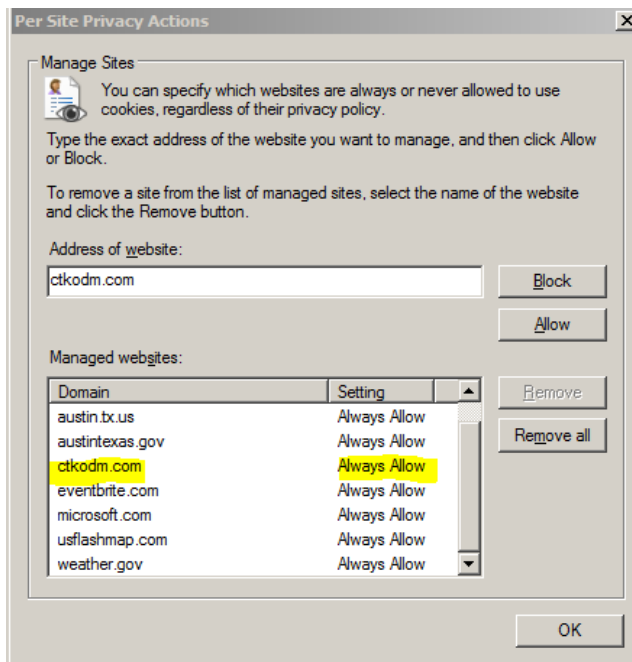 Per Site Privacy Actions
Manage Sites
You can specify which websites are always or never allowed to use
cookies, regardless of their privacy policy.
Type the exact address of the website you want to manage, and then click Allow
or Block.
To remove a site from the list of managed sites, select the name of the website
and click the Remove button.
Address of website:
ctkodm.com
Block
Allow
Managed websites:
Domain Setting
Remove
austin.tx.us Always Allow
austintexas.gov Always Allow
Remove all
ctkodm.com Always Allow
eventbrite.com Always Allow
microsoft.com Always Allow
usflashmap.com Always Allow
weather.gov Always Allow
OK